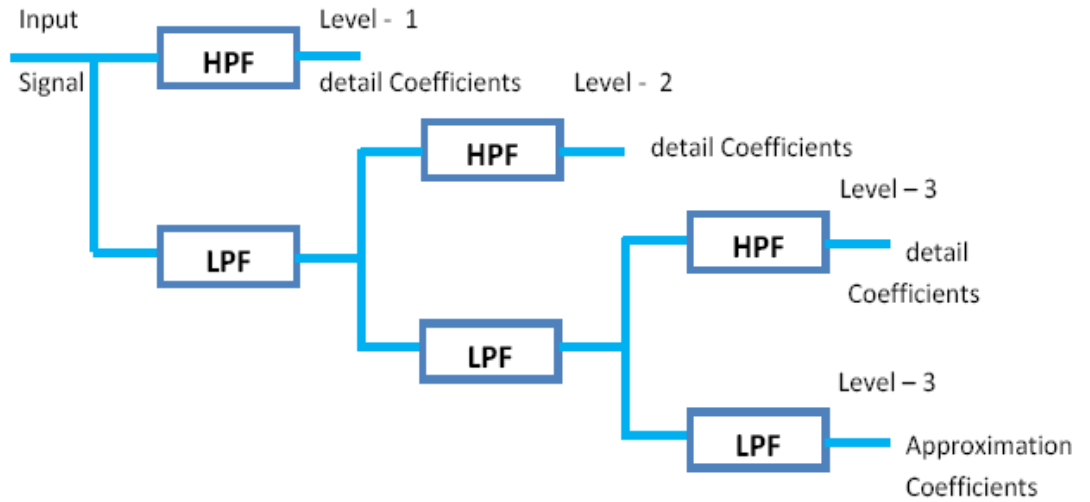 Input
Signal
HPF
Level - 1
detail Coefficients
LPF
HPF
Level - 2
detail Coefficients
LPF
HPF
Level – 3
detail
Coefficients
LPF
Level – 3
Approximation
Coefficients